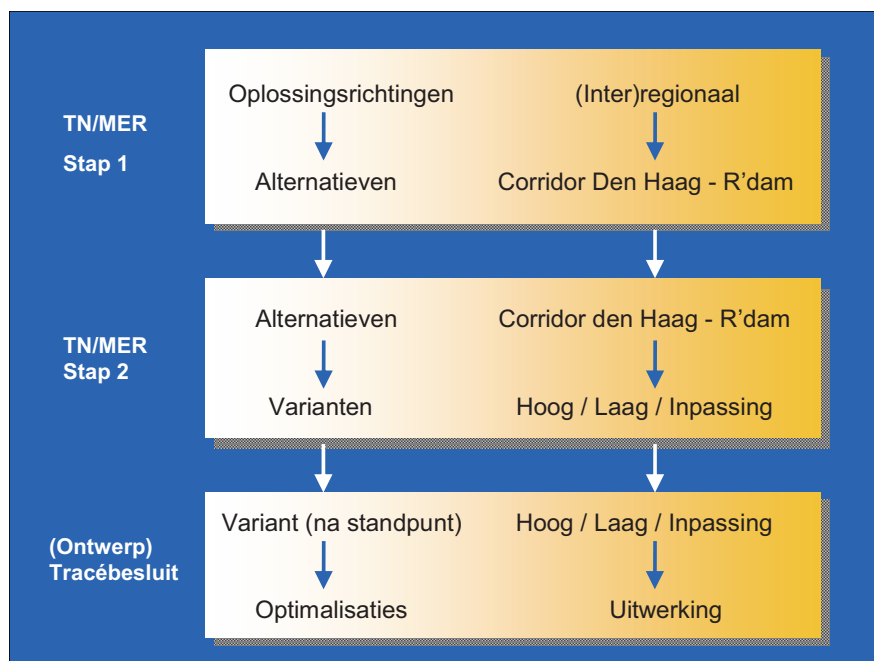 TN/MER
Stap 1
Oplossingsrichtingen
(Inter)regionaal
Alternatieven
Corridor Den Haag - R'dam
TN/MER
Stap 2
Alternatieven
Corridor den Haag - R'dam
Varianten
Hoog / Laag / Inpassing
(Ontwerp)
Tracébesluit
Variant (na standpunt)
Hoog / Laag / Inpassing
Optimalisaties
Uitwerking